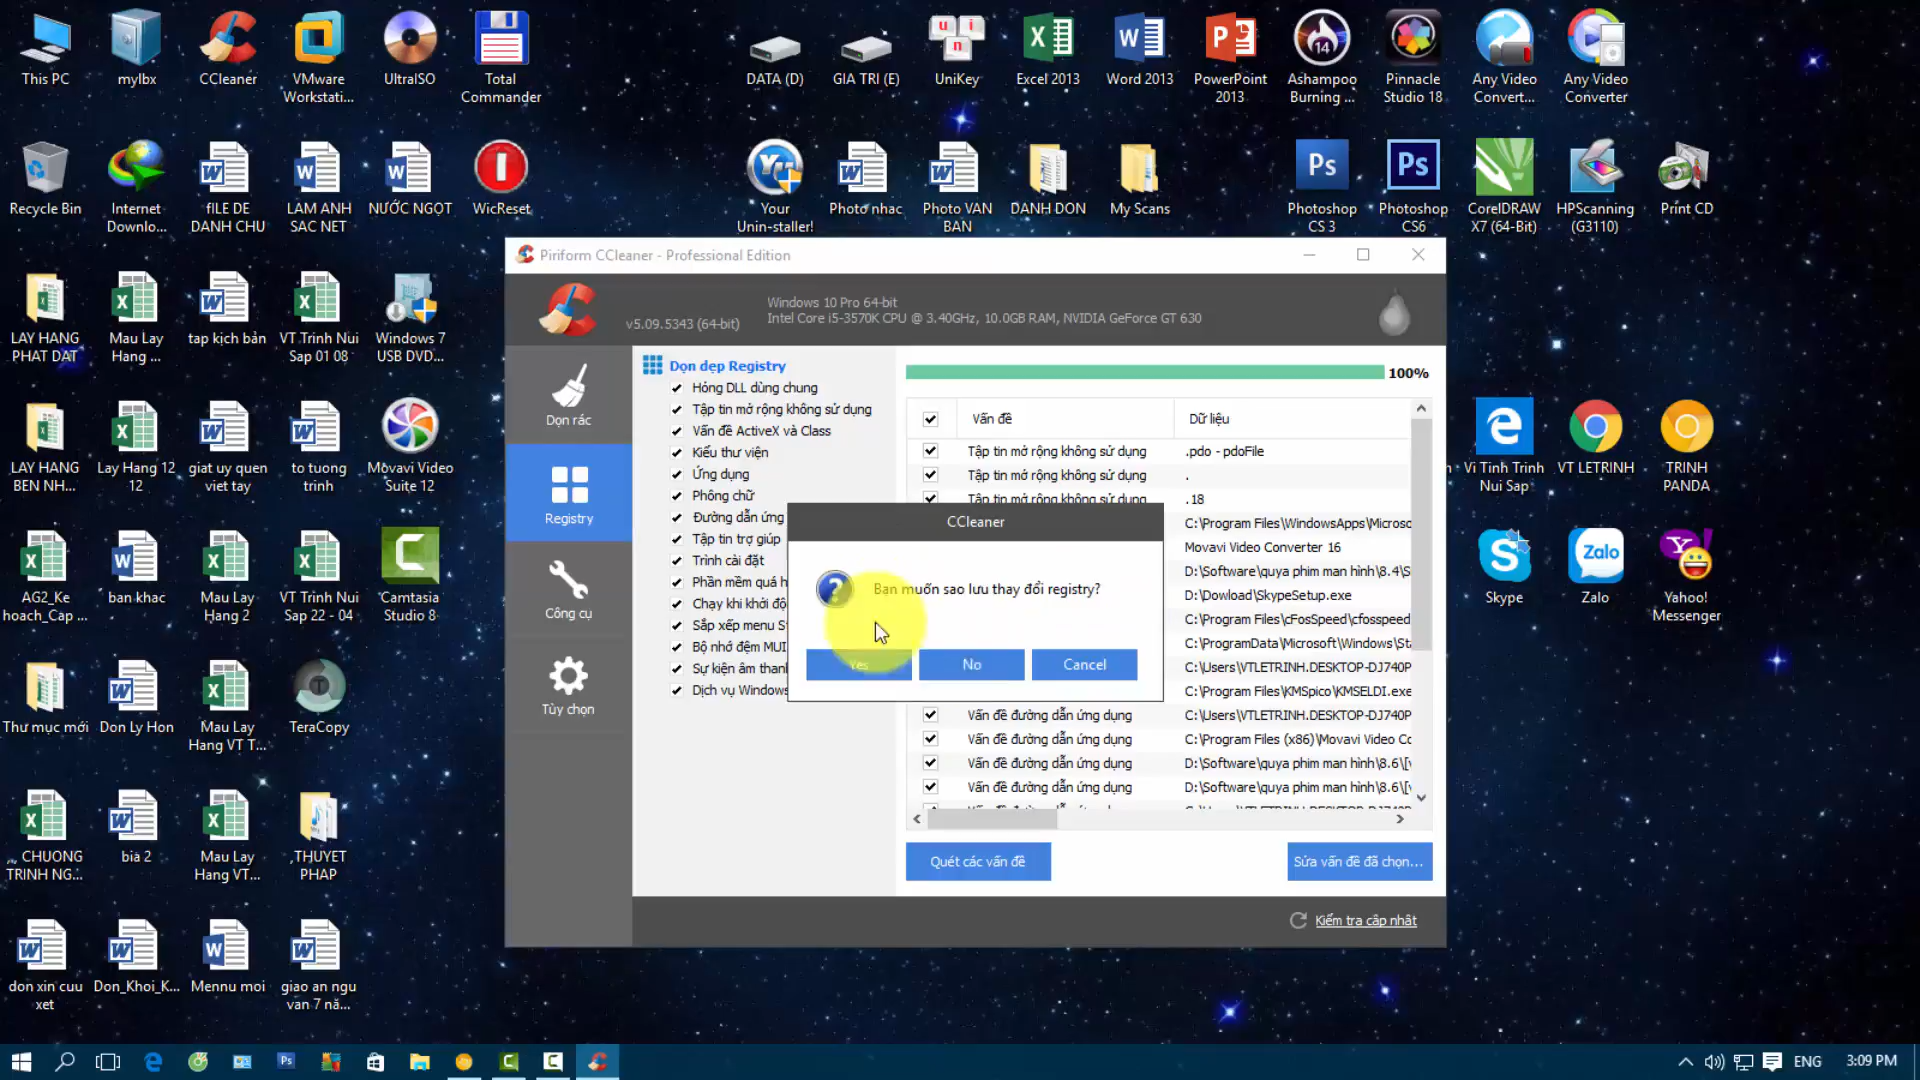 This PC
mylbx
CCleaner
VMware
Workstati...
UltraISO
Total
Commander
DATA (D)
GIA TRI (E)
UniKey
Excel 2013
Word 2013
PowerPoint
2013
Ashampoo
Burning ...
Pinnacle
Studio 18
Any Video
Convert...
Any Video
Converter
Recycle Bin
Internet
Downlo...
fILE DE
DANH CHU
LAM ANH
SAC NET
NƯỚC NGỌT
WicReset
Your
Unin-staller!
Photo nhac
Photo VAN
BAN
DANH DON
My Scans
Photoshop
CS 3
Photoshop
CS6
CorelDRAW
X7 (64-Bit)
HPScanning
(G3110)
Print CD
LAY HANG
PHAT DAT
Mau Lay
Hang ...
tap kịch bản
VT Trinh Nui
Sap 01 08
Windows 7
USB DVD...
LAY HANG
BEN NH...
Lay Hang 12
12
giat uy quen
viet tay
to tuong
trinh
Movavi Video
Suite 12
Vi Tinh Trinh
Nui Sap
VT LETRINH
TRINH
PANDA
AG2_Ke
hoach_Cap ...
ban khac
Mau Lay
Hang 2
VT Trinh Nui
Sap 22 - 04
Camtasia
Studio 8
Skype
Zalo
Yahoo!
Messenger
Thư mục mới
Don Ly Hon
Mau Lay
Hang VT T...
TeraCopy
,, CHUONG
TRINH NG...
bia 2
Mau Lay
Hang VT...
,THUYET
PHAP
don xin cuu
xet
Don_Khoi_K...
Mennu moi
giao an ngu
van 7 nă...
Piriform CCleaner - Professional Edition
v5.09.5343 (64-bit)
Windows 10 Pro 64-bit
Intel Core i5-3570K CPU @ 3.40GHz, 10.0GB RAM, NVIDIA GeForce GT 630
Dọn rác
Registry
Công cụ
Tùy chọn
Dọn dẹp Registry
Hỏng DLL dùng chung
Tập tin mở rộng không sử dụng
Vấn đề ActiveX và Class
Kiểu thư viện
Ứng dụng
Phông chữ
Đường dẫn ứng
Tập tin trợ giúp
Trình cài đặt
Phần mềm quá h
Chạy khi khởi độ
Sắp xếp menu S
Bộ nhớ đệm MUI
Sự kiện âm thanh
Dịch vụ Windows
100%
Vấn đề
Dữ liệu
Tập tin mở rộng không sử dụng
.pdo - pdoFile
Tập tin mở rộng không sử dụng
.
Tập tin mở rộng không sử dụng
.18
C:\Program Files\WindowsApps\Microso
Movavi Video Converter 16
D:\Software\quya phim man hình\8.4\S
D:\Dowload\SkypeSetup.exe
C:\Program Files\cFosSpeed\cfosspeed
C:\ProgramData\Microsoft\Windows\Sta
C:\Users\VTLETRINH.DESKTOP-DJ740P
C:\Program Files\KMSpico\KMSELDI.exe
Vấn đề đường dẫn ứng dụng
C:\Users\VTLETRINH.DESKTOP-DJ740P
Vấn đề đường dẫn ứng dụng
C:\Program Files (x86)\Movavi Video Co
Vấn đề đường dẫn ứng dụng
D:\Software\quya phim man hình\8.6\[v
Vấn đề đường dẫn ứng dụng
D:\Software\quya phim man hình\8.6\[v
CCleaner
Bạn muốn sao lưu thay đổi registry?
Yes
No
Cancel
Quét các vấn đề
Sửa vấn đề đã chọn...
Kiểm tra cập nhật
ENG
3:09 PM